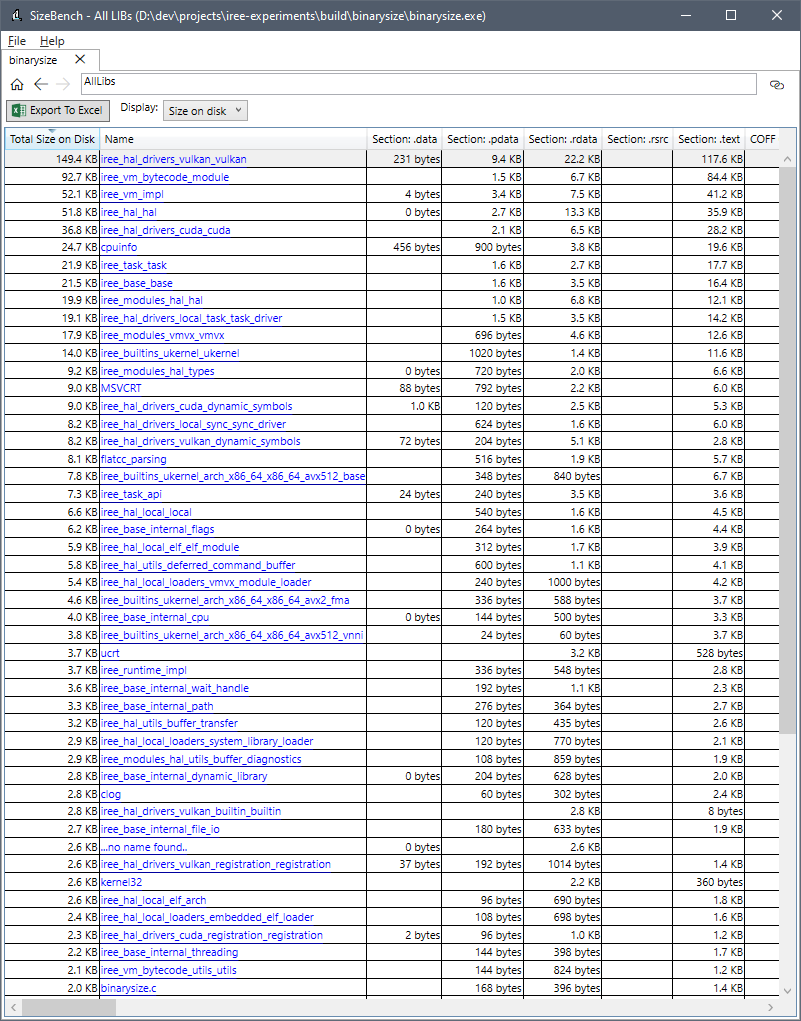 SizeBench - All LIBs (D:\dev\projects\iree-experiments\build\binarysize\binarysize.exe)
File Help
binarysize
AllLibs
Export To Excel Display: Size on disk
Total Size on Disk Name Section: .data Section: .pdata Section: .rdata Section: .rsrc Section: .text COFF
149.4 KB iree_hal_drivers_vulkan_vulkan 231 bytes 9.4 KB 22.2 KB 117.6 KB
92.7 KB iree_vm_bytecode_module 1.5 KB 6.7 KB 84.4 KB
52.1 KB iree_vm_impl 4 bytes 3.4 KB 7.5 KB 41.2 KB
51.8 KB iree_hal_hal 0 bytes 2.7 KB 13.3 KB 35.9 KB
36.8 KB iree_hal_drivers_cuda_cuda 2.1 KB 6.5 KB 28.2 KB
24.7 KB cpuinfo 456 bytes 900 bytes 3.8 KB 19.6 KB
21.9 KB iree_task_task 1.6 KB 2.7 KB 17.7 KB
21.5 KB iree_base_base 1.6 KB 3.5 KB 16.4 KB
19.9 KB iree_modules_hal_hal 1.0 KB 6.8 KB 12.1 KB
19.1 KB iree_hal_drivers_local_task_task_driver 1.5 KB 3.5 KB 14.2 KB
17.9 KB iree_modules_vmvx_vmvx 696 bytes 4.6 KB 12.6 KB
14.0 KB iree_builtins_ukernel_ukernel 1020 bytes 1.4 KB 11.6 KB
9.2 KB iree_modules_hal_types 0 bytes 720 bytes 2.0 KB 6.6 KB
9.0 KB MSVCRT 88 bytes 792 bytes 2.2 KB 6.0 KB
9.0 KB iree_hal_drivers_cuda_dynamic_symbols 1.0 KB 120 bytes 2.5 KB 5.3 KB
8.2 KB iree_hal_drivers_local_sync_sync_driver 624 bytes 1.6 KB 6.0 KB
8.2 KB iree_hal_drivers_vulkan_dynamic_symbols 72 bytes 204 bytes 5.1 KB 2.8 KB
8.1 KB flatcc_parsing 516 bytes 1.9 KB 5.7 KB
7.8 KB iree_builtins_ukernel_arch_x86_64_x86_64_avx512_base 348 bytes 840 bytes 6.7 KB
7.3 KB iree_task_api 24 bytes 240 bytes 3.5 KB 3.6 KB
6.6 KB iree_hal_local_local 540 bytes 1.6 KB 4.5 KB
6.2 KB iree_base_internal_flags 0 bytes 264 bytes 1.6 KB 4.4 KB
5.9 KB iree_hal_local_elf_elf_module 312 bytes 1.7 KB 3.9 KB
5.8 KB iree_hal_utils_deferred_command_buffer 600 bytes 1.1 KB 4.1 KB
5.4 KB iree_hal_local_loaders_vmvx_module_loader 240 bytes 1000 bytes 4.2 KB
4.6 KB iree_builtins_ukernel_arch_x86_64_x86_64_avx2_fma 336 bytes 588 bytes 3.7 KB
4.0 KB iree_base_internal_cpu 0 bytes 144 bytes 500 bytes 3.3 KB
3.8 KB iree_builtins_ukernel_arch_x86_64_x86_64_avx512_vnni 24 bytes 60 bytes 3.7 KB
3.7 KB ucrt 3.2 KB 528 bytes
3.7 KB iree_runtime_impl 336 bytes 548 bytes 2.8 KB
3.6 KB iree_base_internal_wait_handle 192 bytes 1.1 KB 2.3 KB
3.3 KB iree_base_internal_path 276 bytes 364 bytes 2.7 KB
3.2 KB iree_hal_utils_buffer_transfer 120 bytes 435 bytes 2.6 KB
2.9 KB iree_hal_local_loaders_system_library_loader 120 bytes 770 bytes 2.1 KB
2.9 KB iree_modules_hal_utils_buffer_diagnostics 108 bytes 859 bytes 1.9 KB
2.8 KB iree_base_internal_dynamic_library 0 bytes 204 bytes 628 bytes 2.0 KB
2.8 KB clog 60 bytes 302 bytes 2.4 KB
2.8 KB iree_hal_drivers_vulkan_builtin_builtin 2.8 KB 8 bytes
2.7 KB iree_base_internal_file_io 180 bytes 633 bytes 1.9 KB
2.6 KB ...no name found.. 0 bytes 2.6 KB
2.6 KB iree_hal_drivers_vulkan_registration_registration 37 bytes 192 bytes 1014 bytes 1.4 KB
2.6 KB kernel32 2.2 KB 360 bytes
2.6 KB iree_hal_local_elf_arch 96 bytes 690 bytes 1.8 KB
2.4 KB iree_hal_local_loaders_embedded_elf_loader 108 bytes 698 bytes 1.6 KB
2.3 KB iree_hal_drivers_cuda_registration_registration 2 bytes 96 bytes 1.0 KB 1.2 KB
2.2 KB iree_base_internal_threading 144 bytes 398 bytes 1.7 KB
2.1 KB iree_vm_bytecode_utils_utils 144 bytes 824 bytes 1.2 KB
2.0 KB binarysize.c 168 bytes 396 bytes 1.4 KB